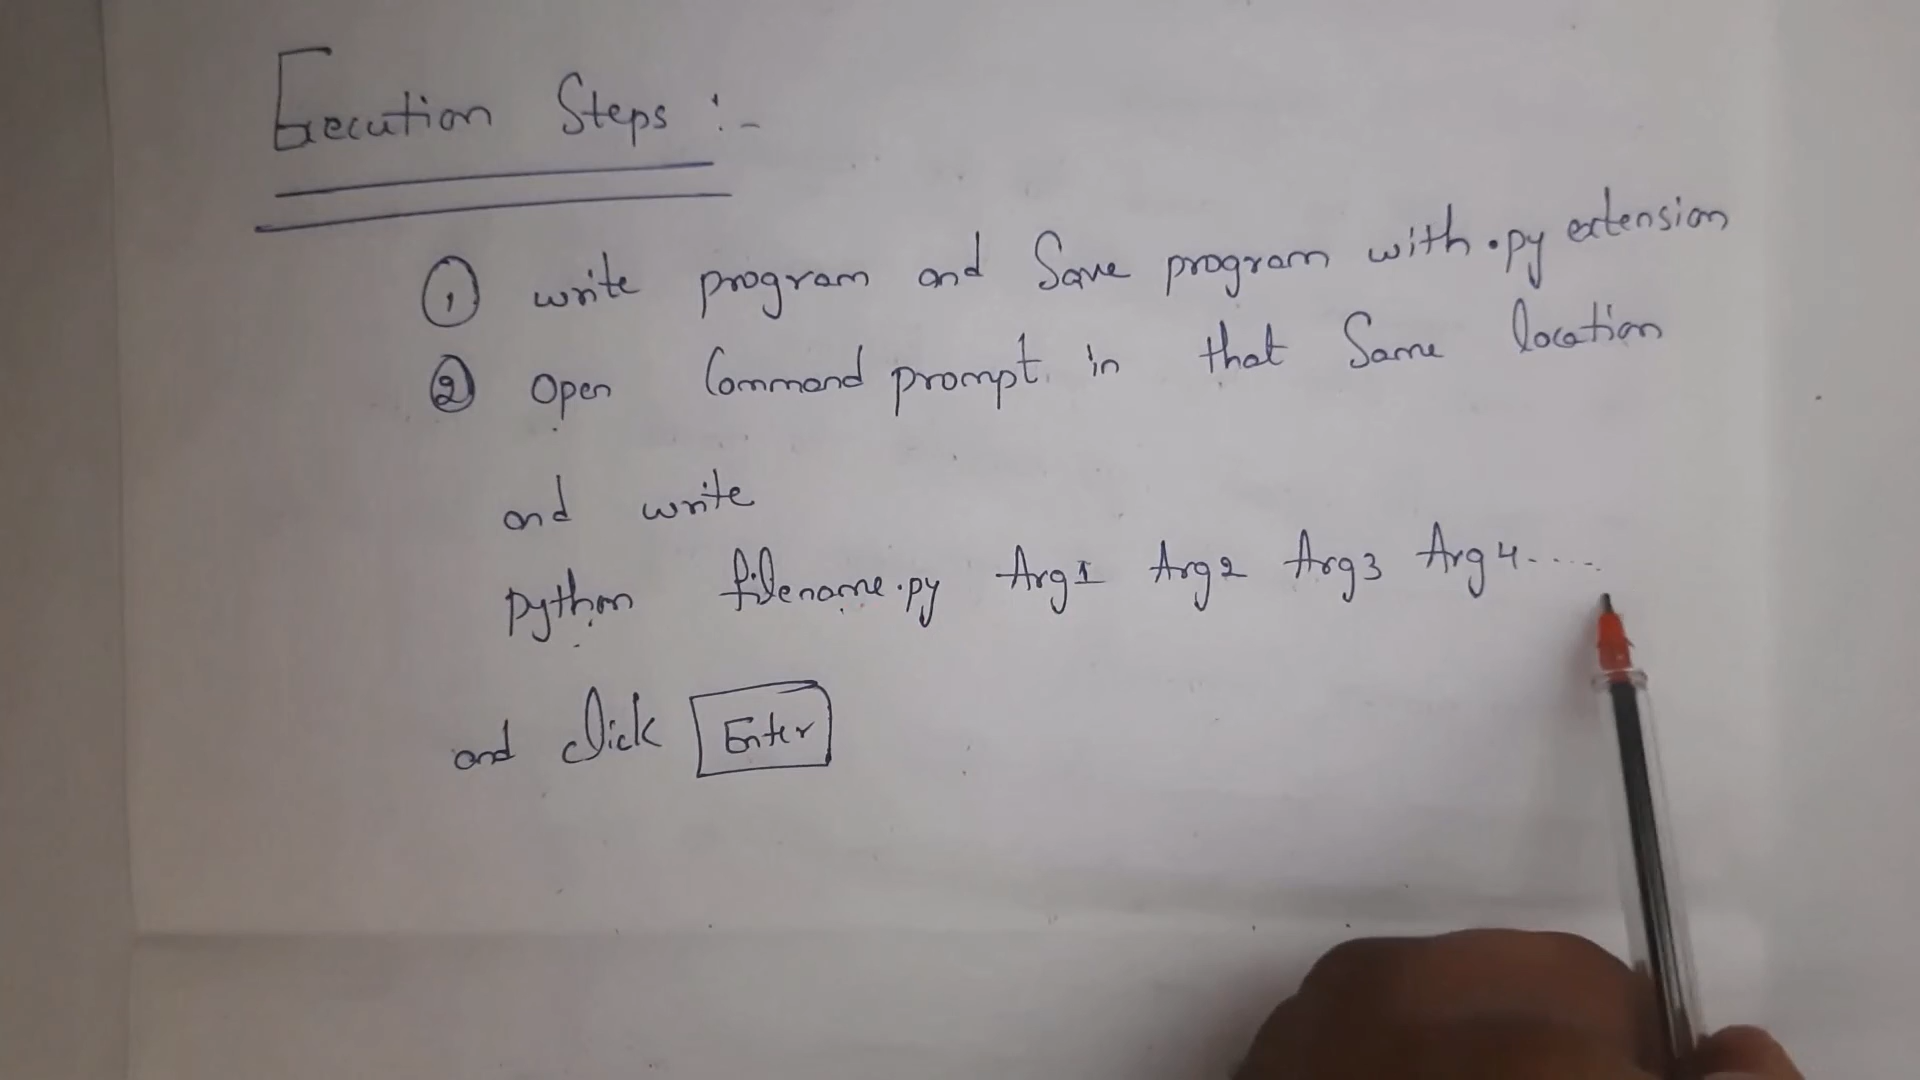 Execution Steps :-
① write program and Save program with .py extension
② Open Command prompt in that Same location
and write
python filename.py Arg1 Arg2 Arg3 Arg4.....
and click Enter